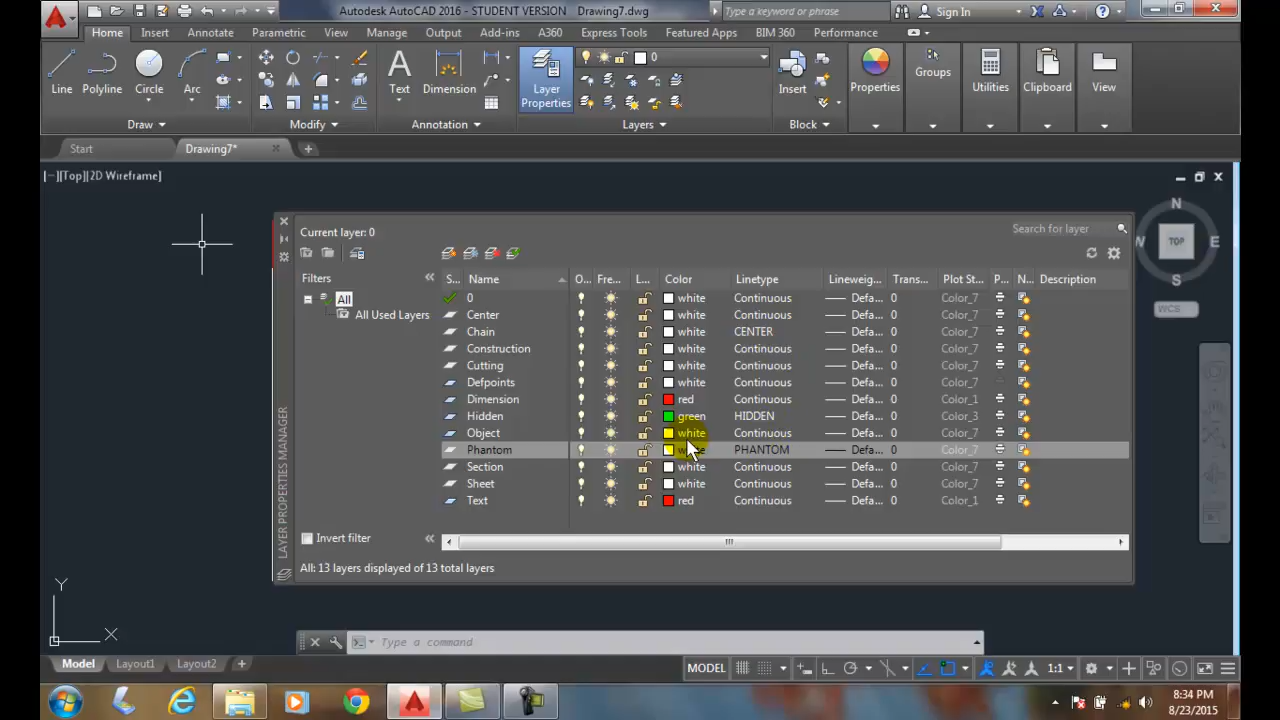 Autodesk AutoCAD 2016 - STUDENT VERSION Drawing7.dwg
Type a keyword or phrase
Sign In
Home Insert Annotate Parametric View Manage Output Add-ins A360 Express Tools Featured Apps BIM 360 Performance
0
Line Polyline Circle Arc Text Dimension Layer Properties Insert Properties Groups Utilities Clipboard View
Draw Modify Annotation Layers Block
Start Drawing7* +
[−][Top][2D Wireframe]
N
W TOP E
S
WCS
Current layer: 0
Search for layer
Filters
All
All Used Layers
S... Name O... Fre... L... Color Linetype Lineweig... Trans... Plot St... P... N... Description
0 white Continuous Defa... 0 Color_7
Center white Continuous Defa... 0 Color_7
Chain white CENTER Defa... 0 Color_7
Construction white Continuous Defa... 0 Color_7
Cutting white Continuous Defa... 0 Color_7
Defpoints white Continuous Defa... 0 Color_7
Dimension red Continuous Defa... 0 Color_1
Hidden green HIDDEN Defa... 0 Color_3
Object white Continuous Defa... 0 Color_7
Phantom PHANTOM Defa... 0 Color_7
Section white Continuous Defa... 0 Color_7
Sheet white Continuous Defa... 0 Color_7
Text red Continuous Defa... 0 Color_1
Invert filter
All: 13 layers displayed of 13 total layers
LAYER PROPERTIES MANAGER
Y
X
Type a command
Model Layout1 Layout2 +
MODEL 1:1
8:34 PM
8/23/2015